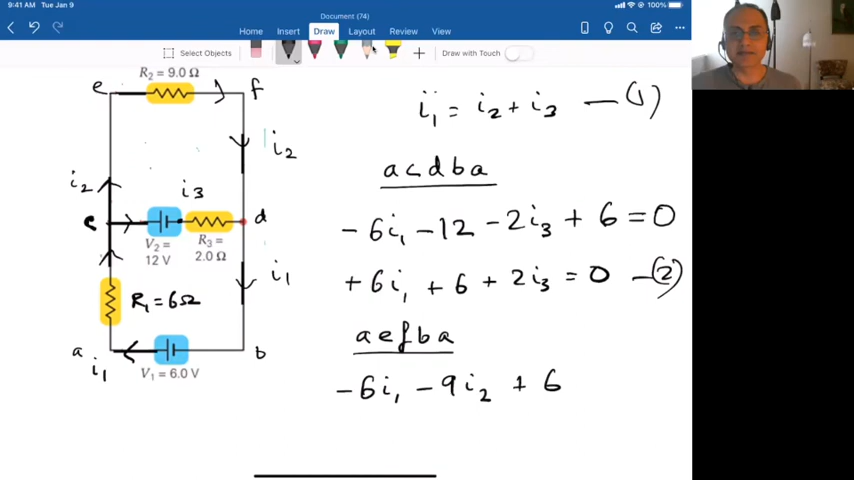 9:41 AM Tue Jan 9
100%
Document (74)
Home Insert Draw Layout Review View
Select Objects
Draw with Touch
R₂ = 9.0 Ω
e f
i₂
i₂
i₃
c d
V₂ = 12 V
R₃ = 2.0 Ω
i₁
R₁ = 6Ω
a b
i₁
V₁ = 6.0 V
i₁ = i₂ + i₃ —(1)
acdba
-6i₁ -12 -2i₃ + 6 = 0
+6i₁ + 6 + 2i₃ = 0 —(2)
aefba
-6i₁ - 9i₂ + 6